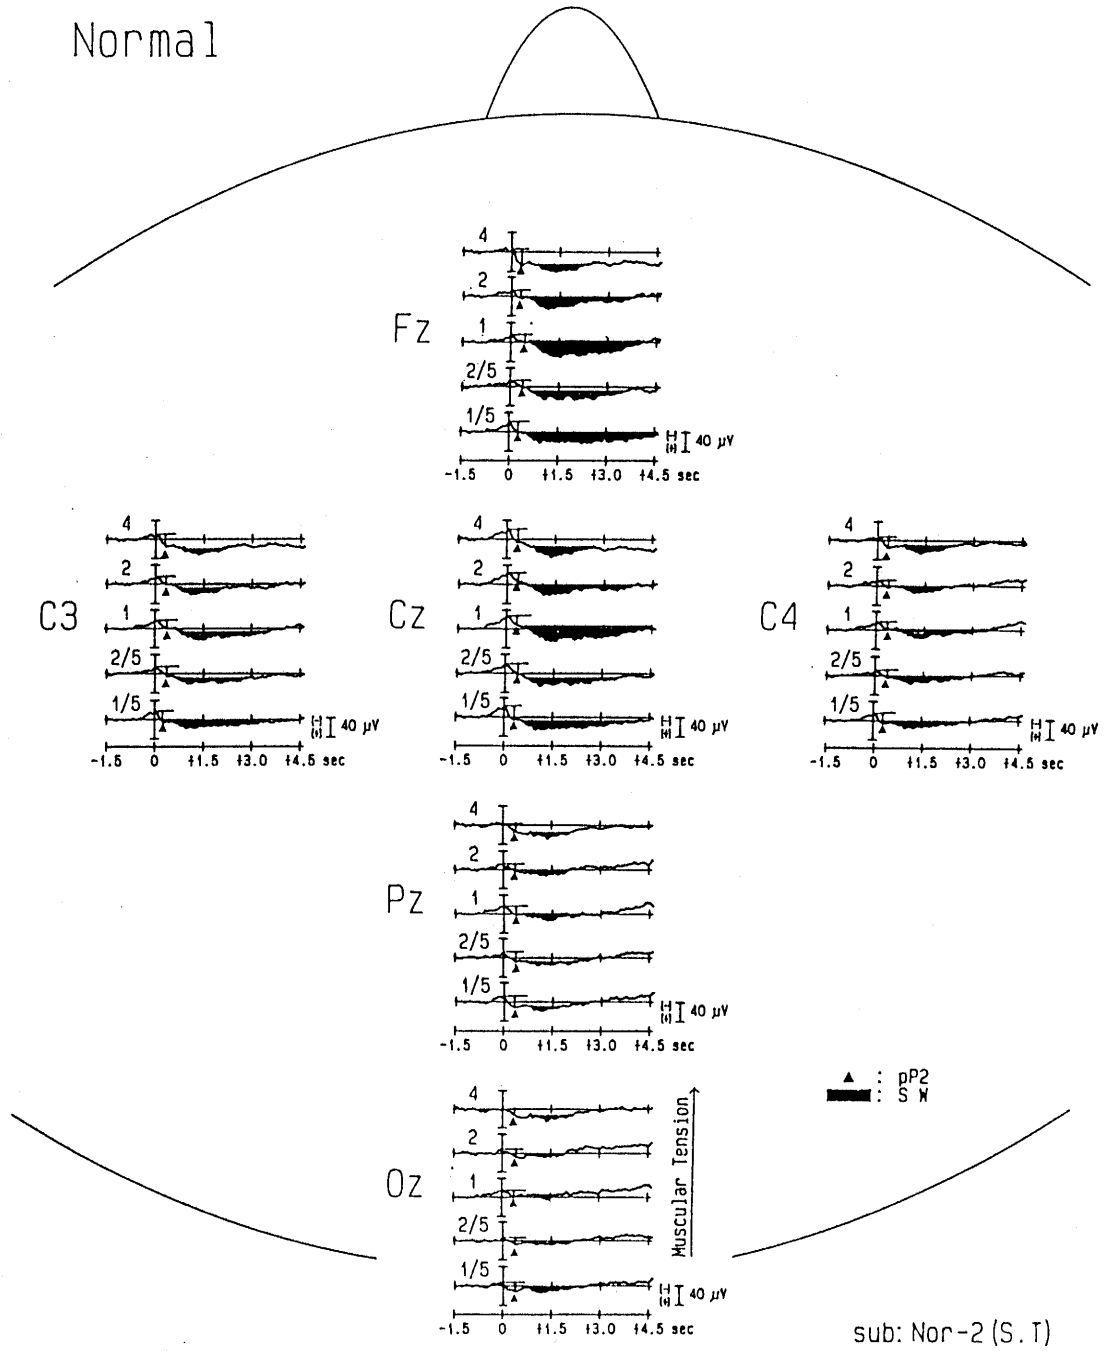 Normal
Fz
4
2
1
2/5
1/5
(-)
(+)
40 µV
-1.5 0 +1.5 +3.0 +4.5 sec
C3
4
2
1
2/5
1/5
(-)
(+)
40 µV
-1.5 0 +1.5 +3.0 +4.5 sec
Cz
4
2
1
2/5
1/5
(-)
(+)
40 µV
-1.5 0 +1.5 +3.0 +4.5 sec
C4
4
2
1
2/5
1/5
(-)
(+)
40 µV
-1.5 0 +1.5 +3.0 +4.5 sec
Pz
4
2
1
2/5
1/5
(-)
(+)
40 µV
-1.5 0 +1.5 +3.0 +4.5 sec
▲ : pP2
: S W
Oz
4
2
1
2/5
1/5
(-)
(+)
40 µV
-1.5 0 +1.5 +3.0 +4.5 sec
Muscular Tension
sub: Nor-2 (S.T)